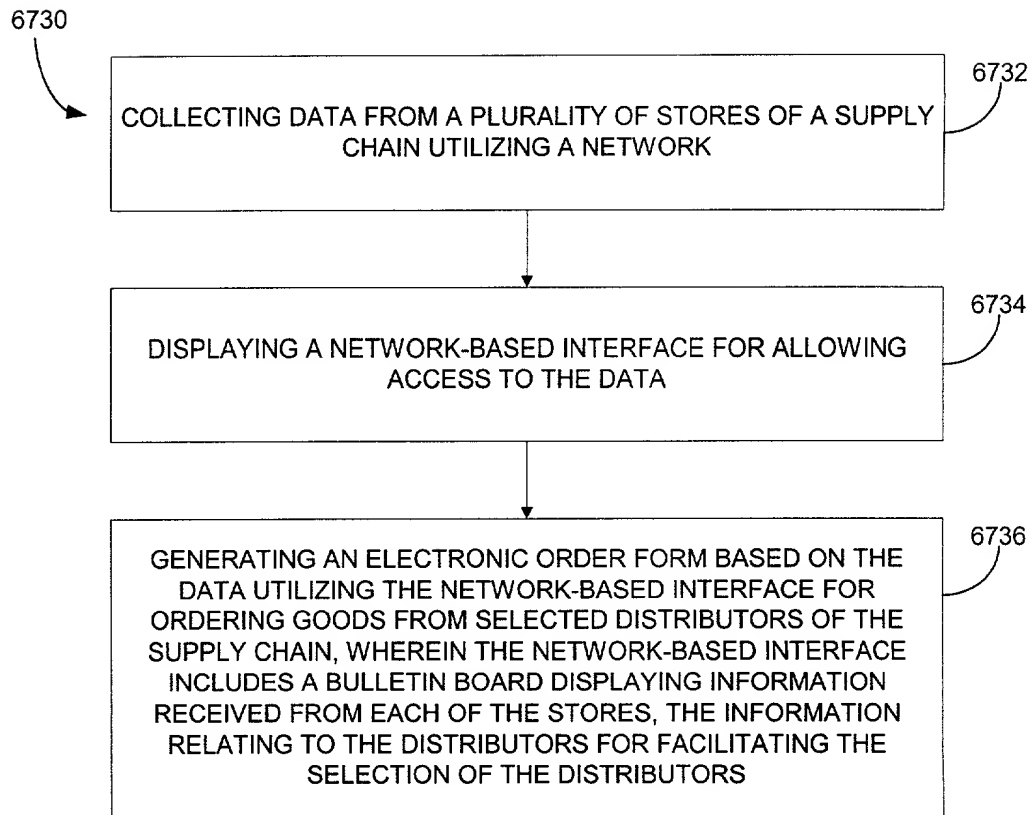 6730
6732
COLLECTING DATA FROM A PLURALITY OF STORES OF A SUPPLY
CHAIN UTILIZING A NETWORK
6734
DISPLAYING A NETWORK-BASED INTERFACE FOR ALLOWING
ACCESS TO THE DATA
6736
GENERATING AN ELECTRONIC ORDER FORM BASED ON THE
DATA UTILIZING THE NETWORK-BASED INTERFACE FOR
ORDERING GOODS FROM SELECTED DISTRIBUTORS OF THE
SUPPLY CHAIN, WHEREIN THE NETWORK-BASED INTERFACE
INCLUDES A BULLETIN BOARD DISPLAYING INFORMATION
RECEIVED FROM EACH OF THE STORES, THE INFORMATION
RELATING TO THE DISTRIBUTORS FOR FACILITATING THE
SELECTION OF THE DISTRIBUTORS